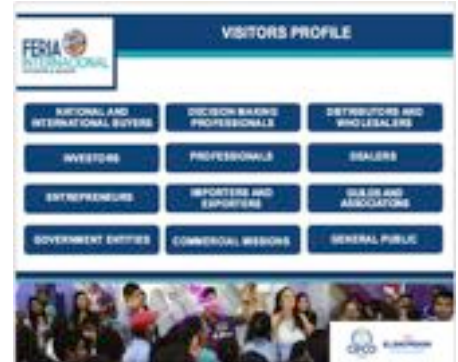 VISITORS PROFILE
FERIA
INTERNACIONAL
NATIONAL AND
INTERNATIONAL BUYERS
DECISION MAKING
PROFESSIONALS
DISTRIBUTORS AND
WHOLESALERS
INVESTORS
PROFESSIONALS
DEALERS
ENTREPRENEURS
IMPORTERS AND
EXPORTERS
GUILDS AND
ASSOCIATIONS
GOVERNMENT ENTITIES
COMMERCIAL MISSIONS
GENERAL PUBLIC
CIFCO